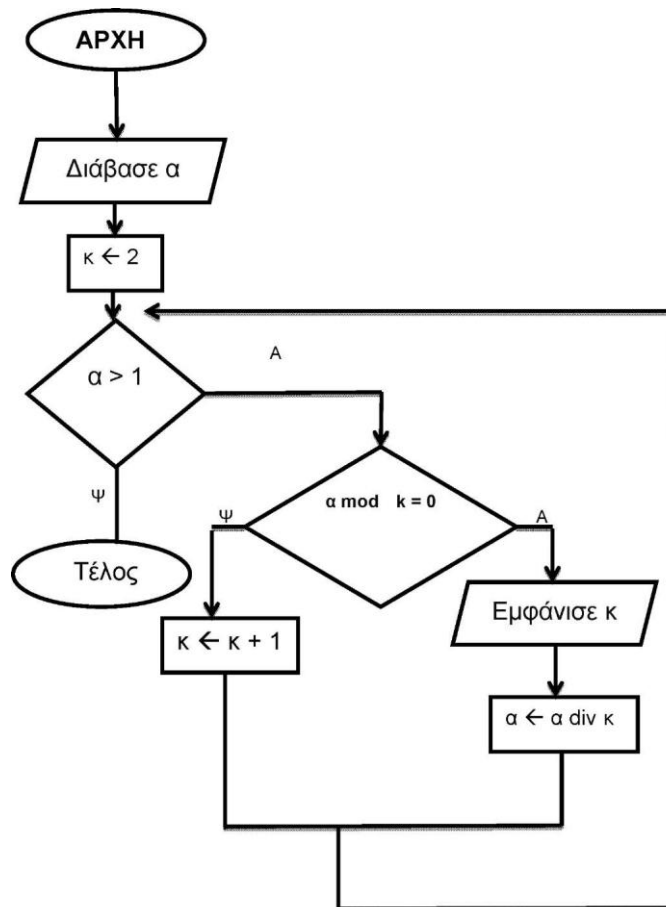 ΑΡΧΗ
Διάβασε α
κ ← 2
α > 1
Α
Ψ
α mod k = 0
Ψ
Α
Τέλος
Εμφάνισε κ
κ ← κ + 1
α ← α div κ